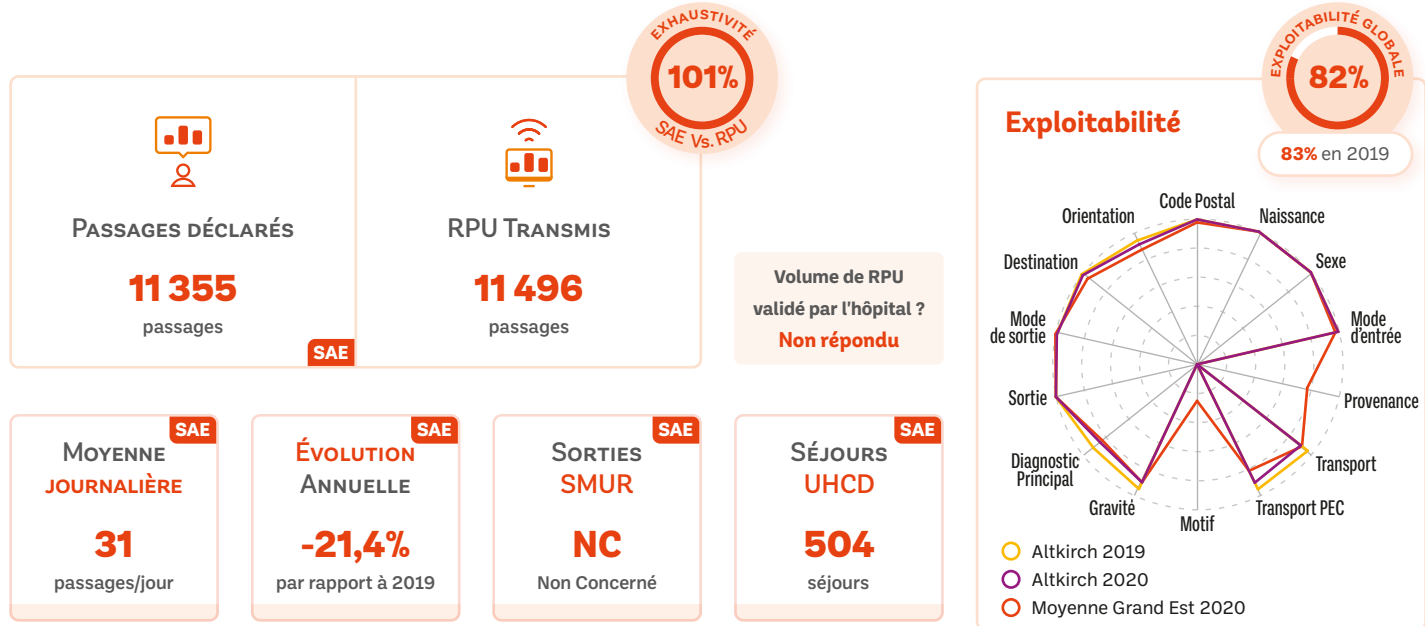 EXHAUSTIVITÉ
101%
SAE Vs. RPU
PASSAGES DÉCLARÉS
11 355
passages
SAE
RPU TRANSMIS
11 496
passages
Volume de RPU
validé par l'hôpital ?
Non répondu
SAE
MOYENNE
JOURNALIÈRE
31
passages/jour
SAE
ÉVOLUTION
ANNUELLE
-21,4%
par rapport à 2019
SAE
SORTIES
SMUR
NC
Non Concerné
SAE
SÉJOURS
UHCD
504
séjours
EXPLOITABILITÉ GLOBALE
82%
83% en 2019
Exploitabilité
Code Postal
Naissance
Sexe
Mode
d'entrée
Provenance
Transport
Transport PEC
Motif
Gravité
Diagnostic
Principal
Sortie
Mode
de sortie
Destination
Orientation
Altkirch 2019
Altkirch 2020
Moyenne Grand Est 2020